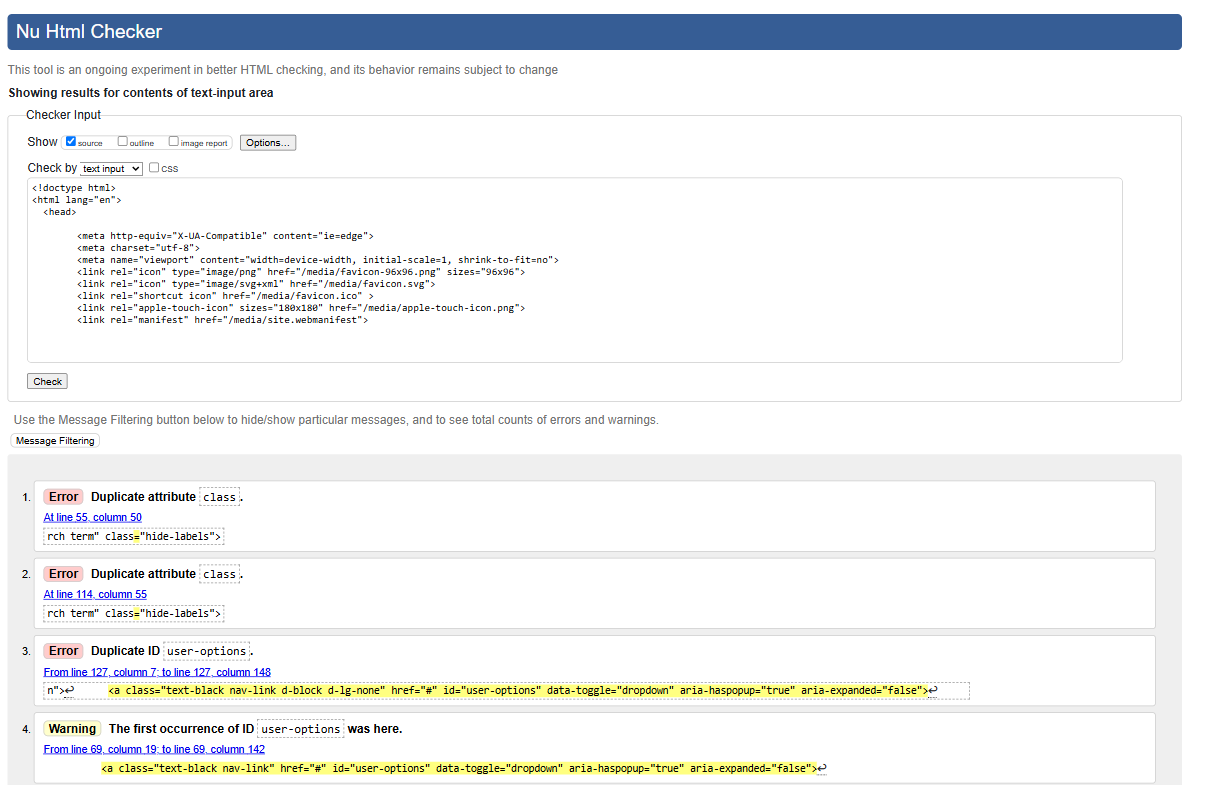 Nu Html Checker
This tool is an ongoing experiment in better HTML checking, and its behavior remains subject to change
Showing results for contents of text-input area
Checker Input
Show source outline image report Options...
Check by text input css
<!doctype html>
<html lang="en">
<head>
<meta http-equiv="X-UA-Compatible" content="ie=edge">
<meta charset="utf-8">
<meta name="viewport" content="width=device-width, initial-scale=1, shrink-to-fit=no">
<link rel="icon" type="image/png" href="/media/favicon-96x96.png" sizes="96x96">
<link rel="icon" type="image/svg+xml" href="/media/favicon.svg">
<link rel="shortcut icon" href="/media/favicon.ico" >
<link rel="apple-touch-icon" sizes="180x180" href="/media/apple-touch-icon.png">
<link rel="manifest" href="/media/site.webmanifest">
Check
Use the Message Filtering button below to hide/show particular messages, and to see total counts of errors and warnings.
Message Filtering
1. Error Duplicate attribute class.
At line 55, column 50
rch term" class="hide-labels">
2. Error Duplicate attribute class.
At line 114, column 55
rch term" class="hide-labels">
3. Error Duplicate ID user-options.
From line 127, column 7; to line 127, column 148
n">↩ <a class="text-black nav-link d-block d-lg-none" href="#" id="user-options" data-toggle="dropdown" aria-haspopup="true" aria-expanded="false">↩
4. Warning The first occurrence of ID user-options was here.
From line 69, column 19; to line 69, column 142
<a class="text-black nav-link" href="#" id="user-options" data-toggle="dropdown" aria-haspopup="true" aria-expanded="false">↩